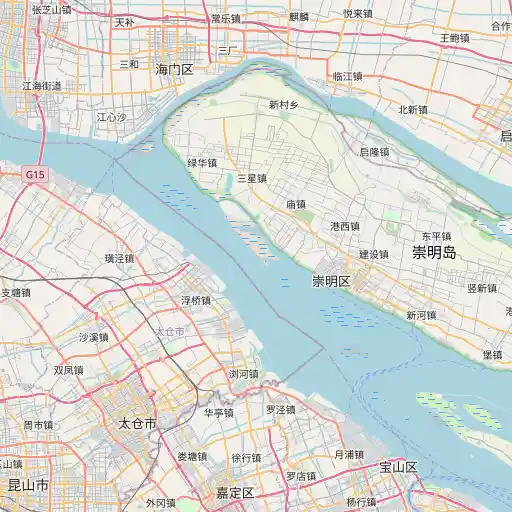 张芝山镇
天补
常乐镇
麒麟
悦来镇
王鲍镇
三厂
三和
海门区
临江镇
江海街道
江心沙
新村乡
北新镇
启
启隆镇
绿华镇
G15
三星镇
庙镇
港西镇
东平镇
崇明岛
璜泾镇
建设镇
支塘镇
崇明区
竖新镇
浮桥镇
港
新河镇
太仓市
沙溪镇
堡镇
双凤镇
浏河镇
华亭镇
罗泾镇
太仓市
周市镇
娄塘镇
徐行镇
月浦镇
玉山镇
宝山区
昆山市
罗店镇
嘉定区
外冈镇
杨行镇